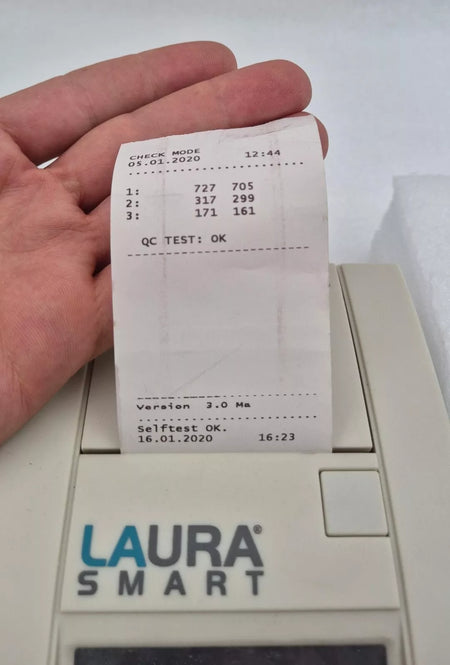 CHECK MODE
05.01.2020 12:44
1: 727 705
2: 317 299
3: 171 161
QC TEST: OK
Version 3.0 Ma
Selftest OK.
16.01.2020 16:23
LAURA®
SMART